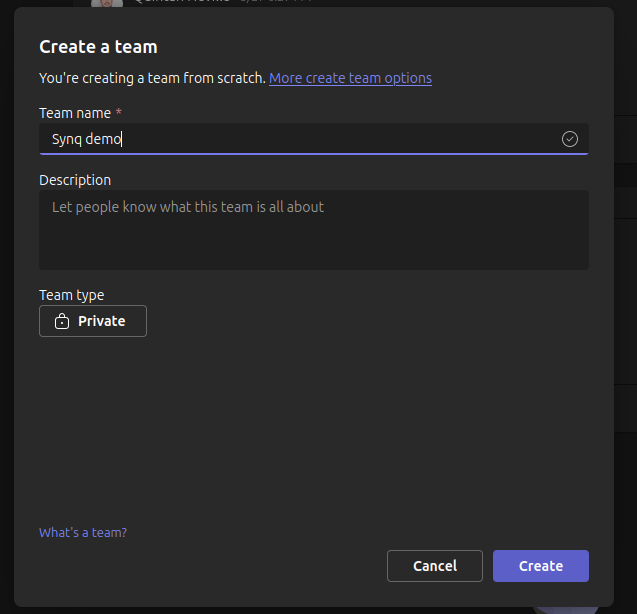 Create a team
You're creating a team from scratch. More create team options
Team name *
Synq demo
Description
Let people know what this team is all about
Team type
Private
What's a team?
Cancel
Create